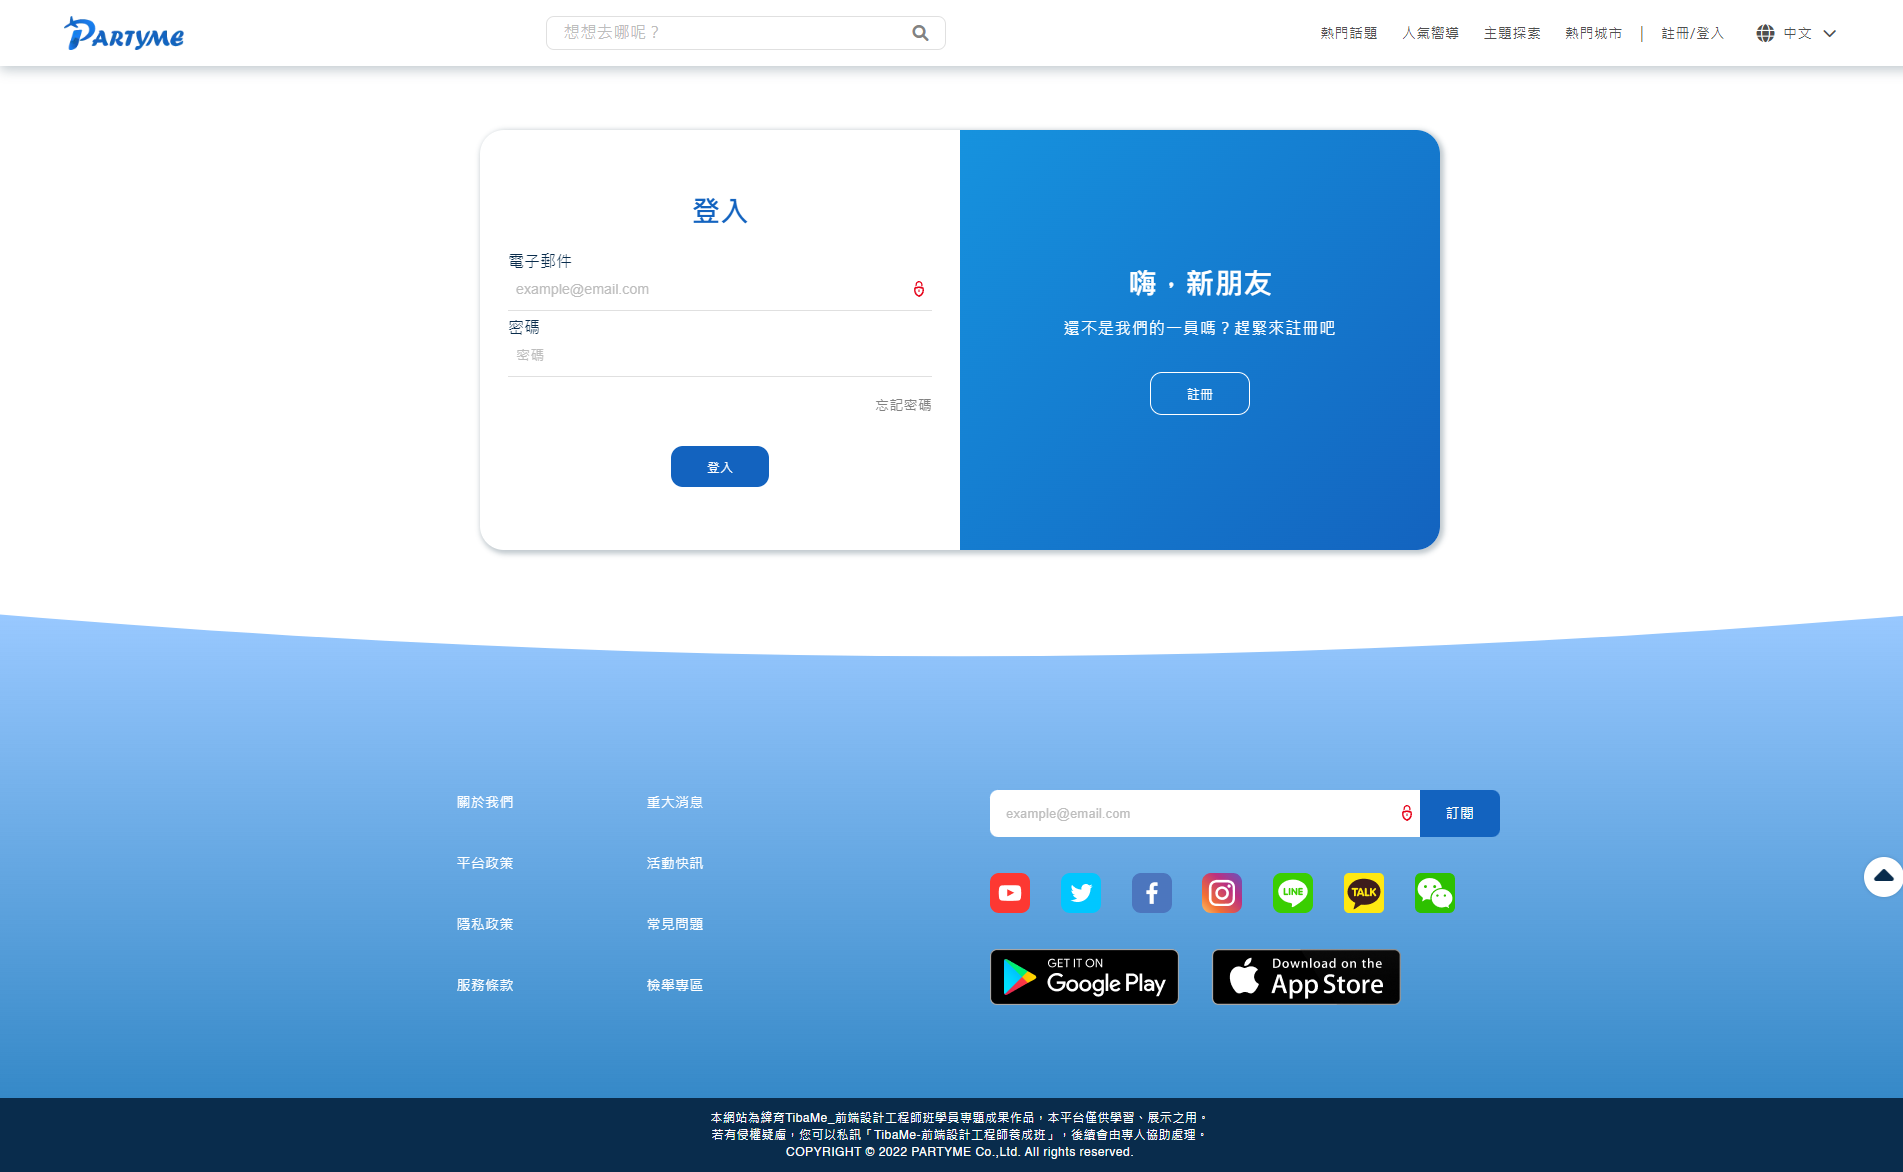 PARTYME
想想去哪呢？
熱門話題 人氣嚮導 主題探索 熱門城市 | 註冊/登入 中文
登入
電子郵件
example@email.com
密碼
密碼
忘記密碼
登入
嗨，新朋友
還不是我們的一員嗎？趕緊來註冊吧
註冊
關於我們 重大消息
平台政策 活動快訊
隱私政策 常見問題
服務條款 檢舉專區
example@email.com 訂閱
LINE TALK
GET IT ON
Google Play
Download on the
App Store
本網站為緯育TibaMe_前端設計工程師班學員專題成果作品，本平台僅供學習、展示之用。
若有侵權疑慮，您可以私訊「TibaMe-前端設計工程師養成班」，後續會由專人協助處理。
COPYRIGHT © 2022 PARTYME Co.,Ltd. All rights reserved.